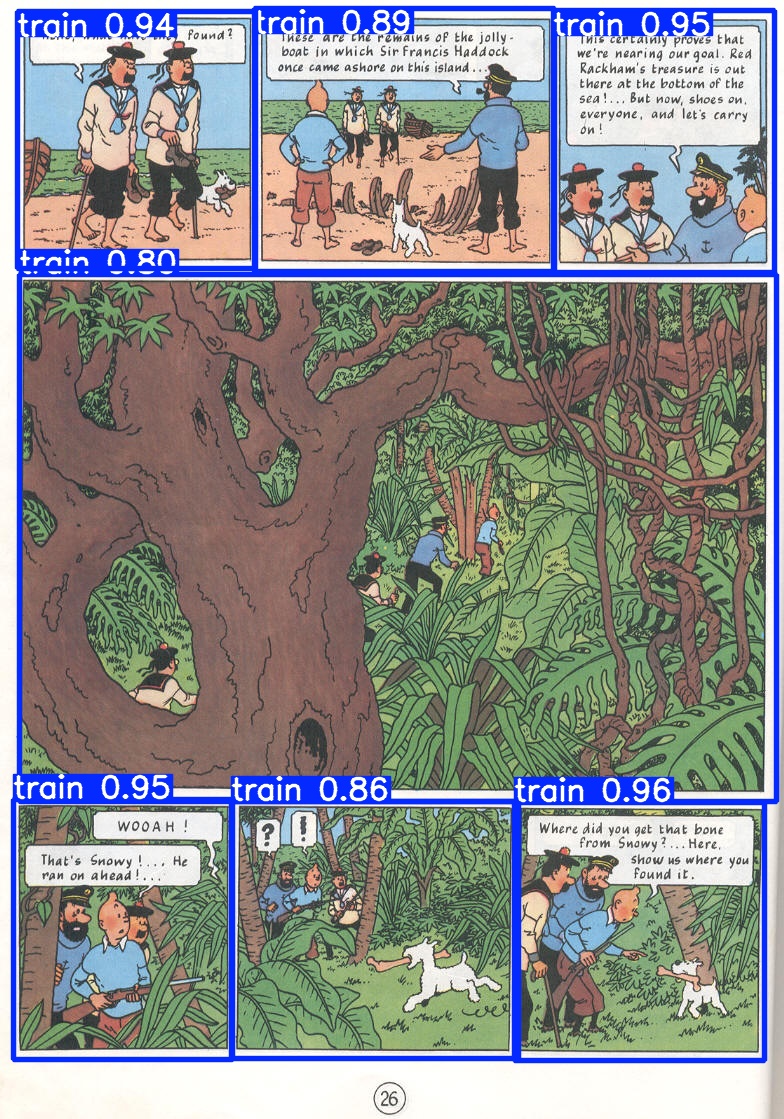 train 0.94
found?
train 0.89
These are the remains of the jolly-
boat in which Sir Francis Haddock
once came ashore on this island...
train 0.95
This certainly proves that
we're nearing our goal. Red
Rackham's treasure is out
there at the bottom of the
sea!... But now, shoes on,
everyone, and let's carry
on!
train 0.80
train 0.95
WOOAH!
That's Snowy!... He
ran on ahead!...
train 0.86
?
!
train 0.96
Where did you get that bone
from Snowy?... Here,
show us where you
found it.
26